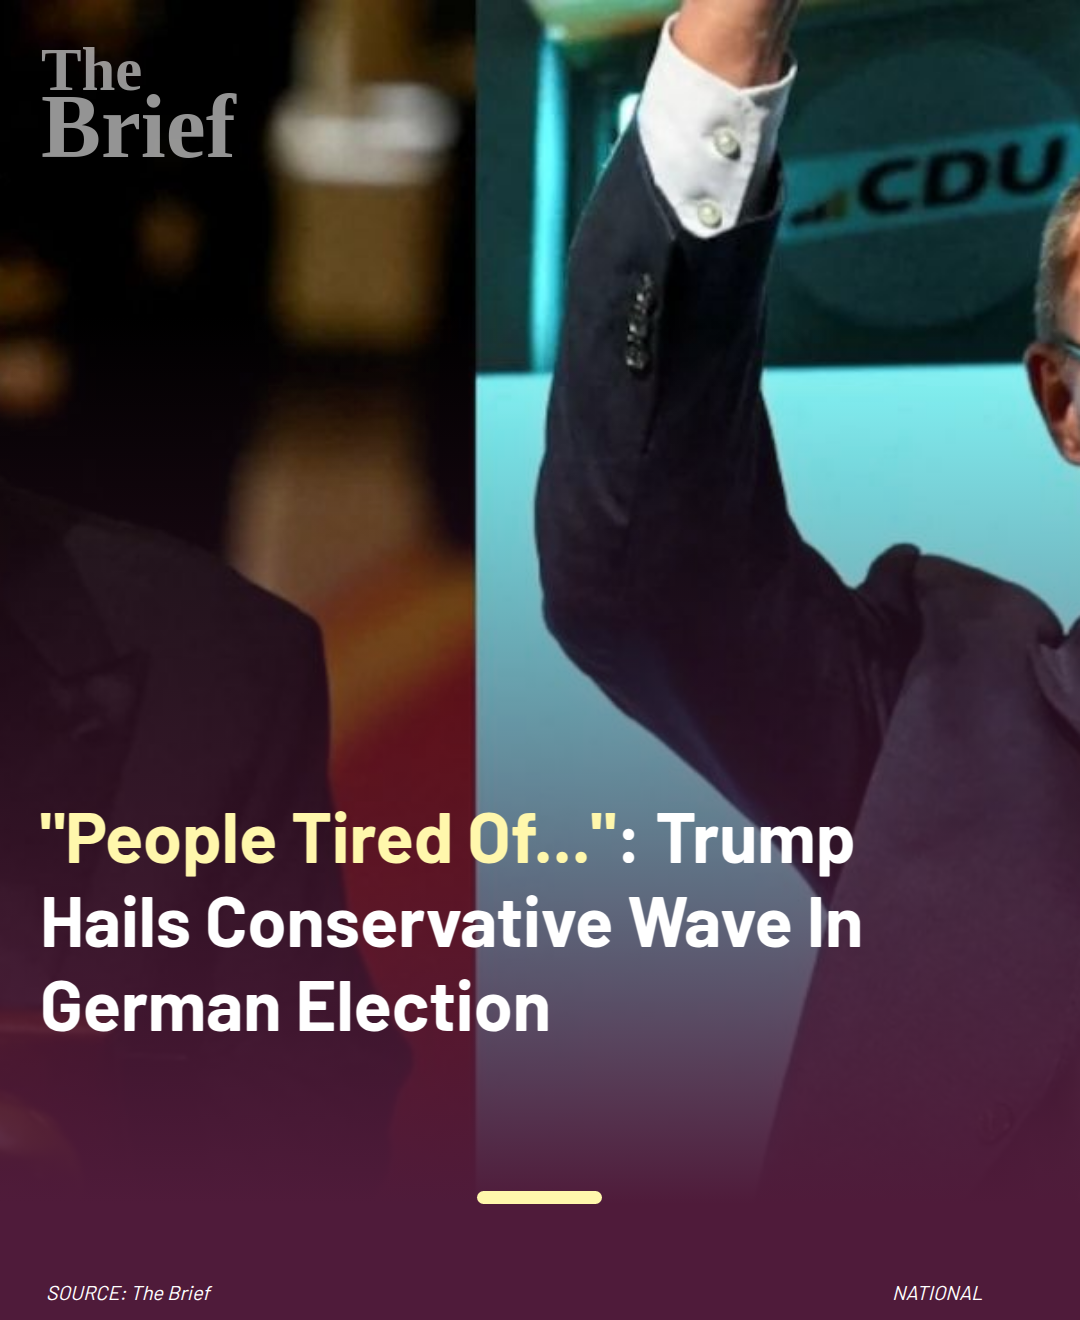 The
Brief
CDU
"People Tired Of...": Trump
Hails Conservative Wave In
German Election
SOURCE: The Brief
NATIONAL